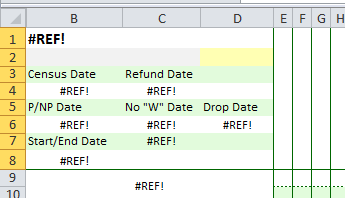 B C D E F G H
1 #REF!
2
3 Census Date Refund Date
4 #REF! #REF!
5 P/NP Date No "W" Date Drop Date
6 #REF! #REF! #REF!
7 Start/End Date #REF!
8 #REF!
9 #REF!
10